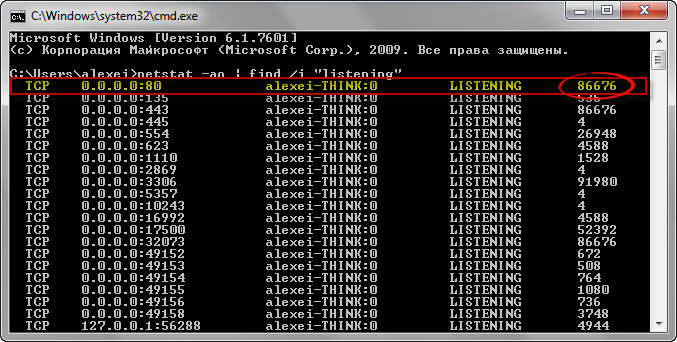 C:\Windows\system32\cmd.exe
Microsoft Windows [Version 6.1.7601]
(c) Корпорация Майкрософт (Microsoft Corp.), 2009. Все права защищены.
C:\Users\alexei>netstat -ao | find /i "listening"
TCP 0.0.0.0:80 alexei-THINK:0 LISTENING 86676
TCP 0.0.0.0:135 alexei-THINK:0 LISTENING
TCP 0.0.0.0:443 alexei-THINK:0 LISTENING 86676
TCP 0.0.0.0:445 alexei-THINK:0 LISTENING 4
TCP 0.0.0.0:554 alexei-THINK:0 LISTENING 26948
TCP 0.0.0.0:623 alexei-THINK:0 LISTENING 4588
TCP 0.0.0.0:1110 alexei-THINK:0 LISTENING 1528
TCP 0.0.0.0:2869 alexei-THINK:0 LISTENING 4
TCP 0.0.0.0:3306 alexei-THINK:0 LISTENING 91980
TCP 0.0.0.0:5357 alexei-THINK:0 LISTENING 4
TCP 0.0.0.0:10243 alexei-THINK:0 LISTENING 4
TCP 0.0.0.0:16992 alexei-THINK:0 LISTENING 4588
TCP 0.0.0.0:17500 alexei-THINK:0 LISTENING 52392
TCP 0.0.0.0:32073 alexei-THINK:0 LISTENING 86676
TCP 0.0.0.0:49152 alexei-THINK:0 LISTENING 672
TCP 0.0.0.0:49153 alexei-THINK:0 LISTENING 508
TCP 0.0.0.0:49154 alexei-THINK:0 LISTENING 764
TCP 0.0.0.0:49155 alexei-THINK:0 LISTENING 1080
TCP 0.0.0.0:49156 alexei-THINK:0 LISTENING 736
TCP 0.0.0.0:49158 alexei-THINK:0 LISTENING 3748
TCP 127.0.0.1:56288 alexei-THINK:0 LISTENING 4944